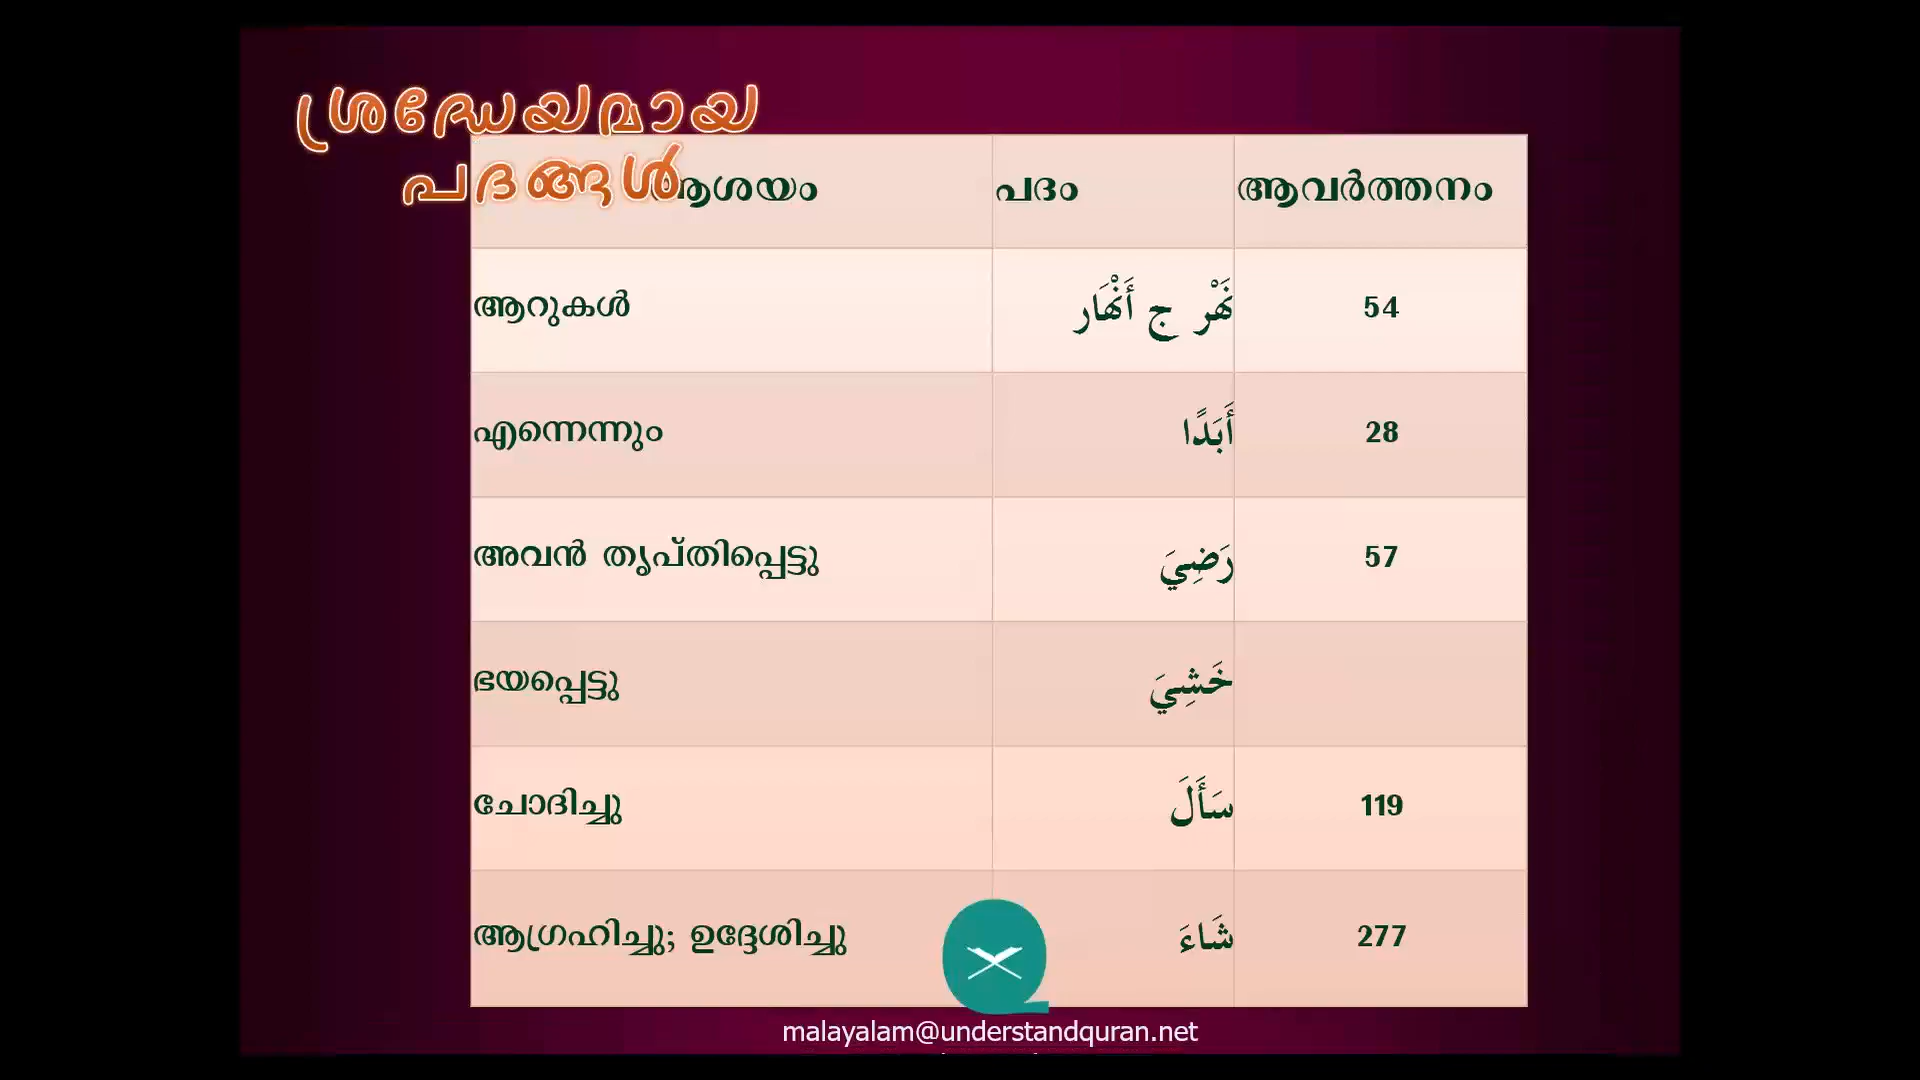 ശ്രദ്ധേയമായ
പദങ്ങൾ
ആശയം പദം ആവർത്തനം
ആറുകൾ نَهْر ج أَنْهَار 54
എന്നെന്നും أَبَدًا 28
അവൻ തൃപ്തിപ്പെട്ടു رَضِيَ 57
ഭയപ്പെട്ടു خَشِيَ
ചോദിച്ചു سَأَلَ 119
ആഗ്രഹിച്ചു; ഉദ്ദേശിച്ചു شَاءَ 277
malayalam@understandquran.net